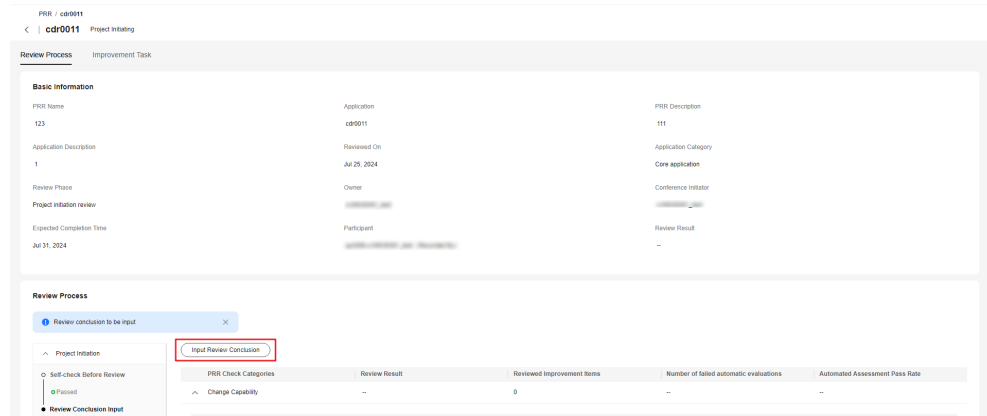 PRR / cdr0011
cdr0011 Project Initiating
Review Process Improvement Task
Basic Information
PRR Name Application PRR Description
123 cdr0011 111
Application Description Reviewed On Application Category
1 Jul 25, 2024 Core application
Review Phase Owner Conference Initiator
Project initiation review
Expected Completion Time Participant Review Result
Jul 31, 2024 --
Review Process
Review conclusion to be input
Project Initiation Input Review Conclusion
Self-check Before Review PRR Check Categories Review Result Reviewed Improvement Items Number of failed automatic evaluations Automated Assessment Pass Rate
Passed Change Capability -- 0 -- --
Review Conclusion Input